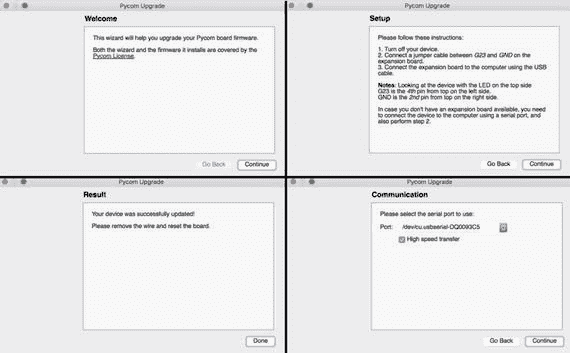 Pycom Upgrade
Welcome
This wizard will help you upgrade your Pycom board firmware.
Both the wizard and the firmware it installs are covered by the
Pycom License.
Go Back
Continue
Pycom Upgrade
Setup
Please follow these instructions:
1. Turn off your device.
2. Connect a jumper cable between G23 and GND on the
expansion board.
3. Connect the expansion board to the computer using the USB
cable.
Notes: Looking at the device with the LED on the top side
G23 is the 4th pin from top on the left side.
GND is the 2nd pin from top on the right side.
In case you don't have an expansion board available, you need
to connect the device to the computer using a serial port, and
also perform step 2.
Go Back
Continue
Pycom Upgrade
Result
Your device was successfully updated!
Please remove the wire and reset the board.
Done
Pycom Upgrade
Communication
Please select the serial port to use:
Port: /dev/cu.usbserial-DQ0093C5
High speed transfer
Go Back
Continue